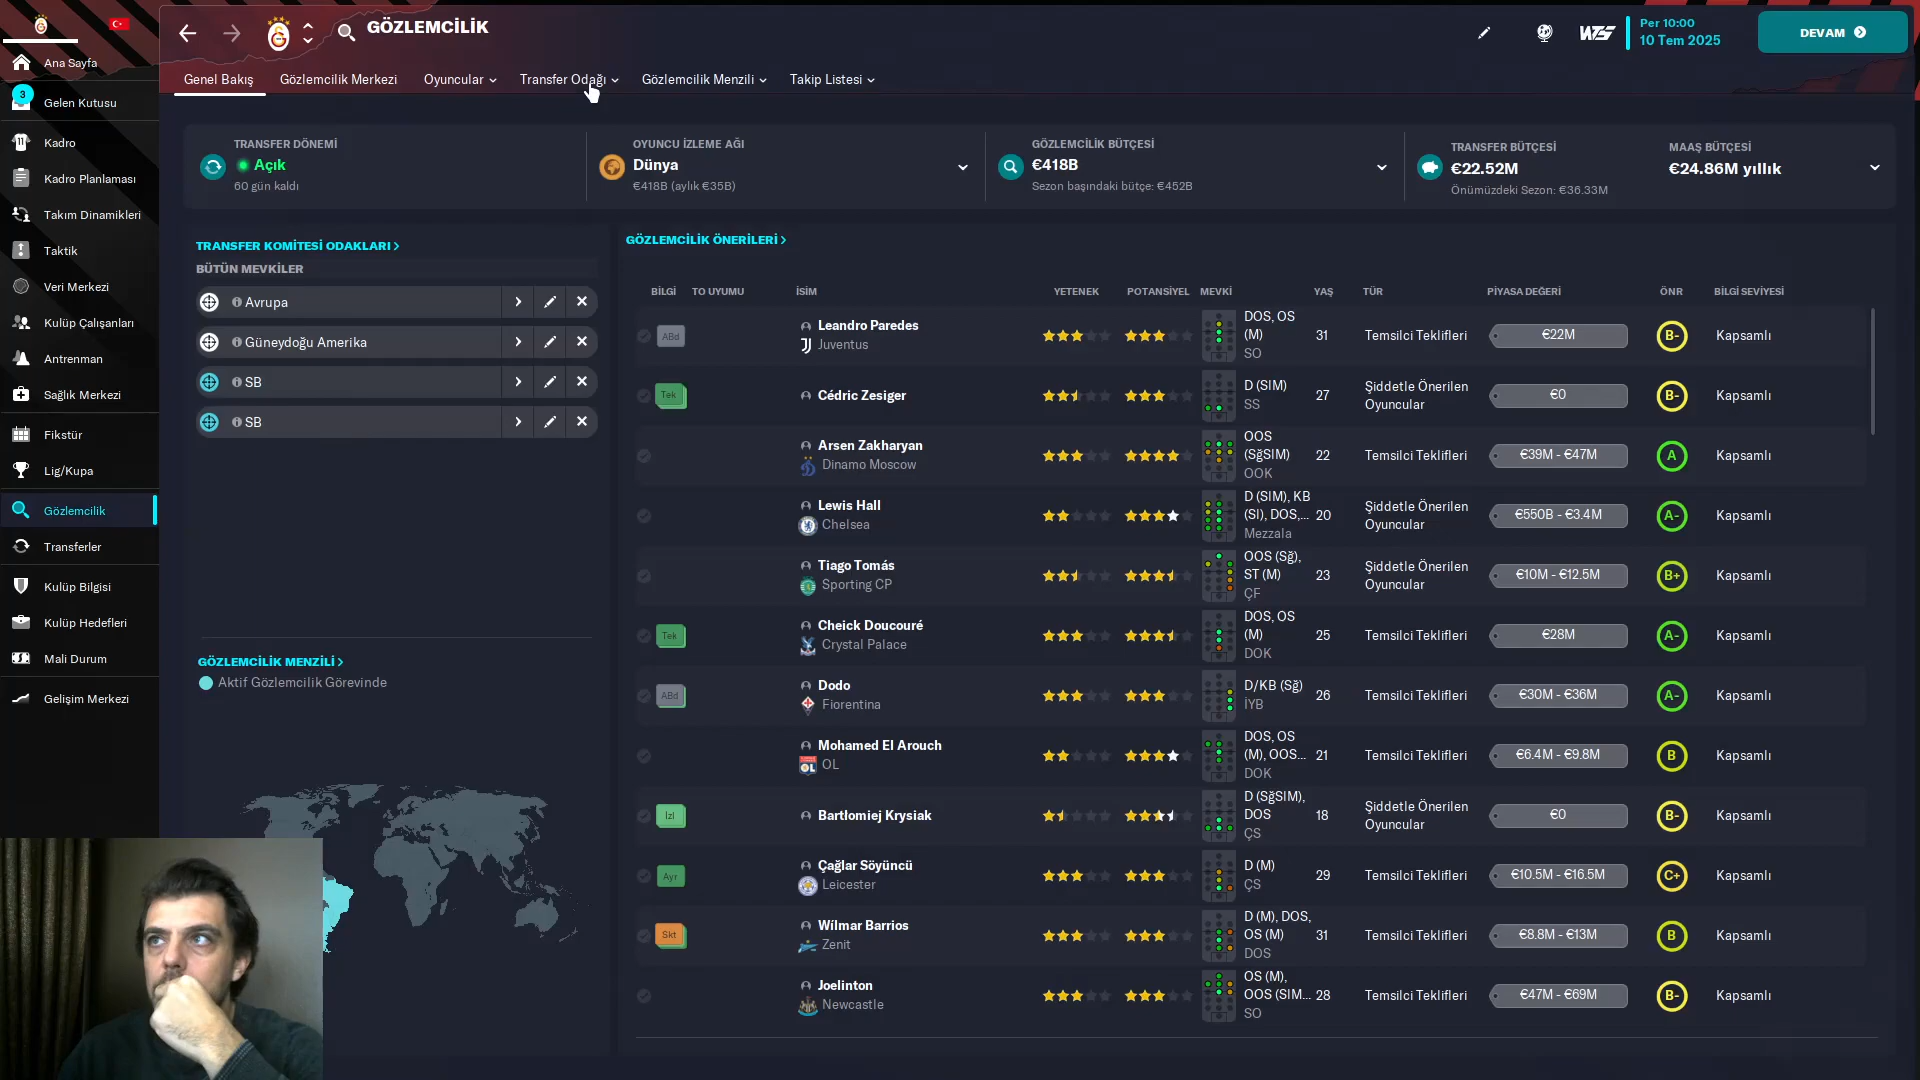 GÖZLEMCİLİK
Per 10:00
10 Tem 2025
DEVAM
Genel Bakış
Gözlemcilik Merkezi
Oyuncular
Transfer Odağı
Gözlemcilik Menzili
Takip Listesi
Ana Sayfa
3
Gelen Kutusu
Kadro
Kadro Planlaması
Takım Dinamikleri
Taktik
Veri Merkezi
Kulüp Çalışanları
Antrenman
Sağlık Merkezi
Fikstür
Lig/Kupa
Gözlemcilik
Transferler
Kulüp Bilgisi
Kulüp Hedefleri
Mali Durum
Gelişim Merkezi
TRANSFER DÖNEMİ
Açık
60 gün kaldı
OYUNCU İZLEME AĞI
Dünya
€418B (aylık €35B)
GÖZLEMCİLİK BÜTÇESİ
€418B
Sezon başındaki bütçe: €452B
TRANSFER BÜTÇESİ
€22.52M
Önümüzdeki Sezon: €36.33M
MAAŞ BÜTÇESİ
€24.86M yıllık
TRANSFER KOMİTESİ ODAKLARI
BÜTÜN MEVKİLER
Avrupa
Güneydoğu Amerika
SB
SB
GÖZLEMCİLİK MENZİLİ
Aktif Gözlemcilik Görevinde
GÖZLEMCİLİK ÖNERİLERİ
BİLGİ TO UYUMU İSİM YETENEK POTANSİYEL MEVKİ YAŞ TÜR PİYASA DEĞERİ ÖNR BİLGİ SEVİYESİ
ABd Leandro Paredes Juventus DOS, OS (M) SO 31 Temsilci Teklifleri €22M B- Kapsamlı
Tek Cédric Zesiger D (SIM) SS 27 Şiddetle Önerilen Oyuncular €0 B- Kapsamlı
Arsen Zakharyan Dinamo Moscow OOS (SğSIM) OOK 22 Temsilci Teklifleri €39M - €47M A Kapsamlı
Lewis Hall Chelsea D (SIM), KB (SI), DOS,... Mezzala 20 Şiddetle Önerilen Oyuncular €550B - €3.4M A- Kapsamlı
Tiago Tomás Sporting CP OOS (Sğ), ST (M) ÇF 23 Şiddetle Önerilen Oyuncular €10M - €12.5M B+ Kapsamlı
Tek Cheick Doucouré Crystal Palace DOS, OS (M) DOK 25 Temsilci Teklifleri €28M A- Kapsamlı
ABd Dodo Fiorentina D/KB (Sğ) İYB 26 Temsilci Teklifleri €30M - €36M A- Kapsamlı
Mohamed El Arouch OL DOS, OS (M), OOS... DOK 21 Temsilci Teklifleri €6.4M - €9.8M B Kapsamlı
İzl Bartlomiej Krysiak D (SğSIM), DOS ÇS 18 Şiddetle Önerilen Oyuncular €0 B- Kapsamlı
Ayr Çağlar Söyüncü Leicester D (M) ÇS 29 Temsilci Teklifleri €10.5M - €16.5M C+ Kapsamlı
Skt Wílmar Barrios Zenit D (M), DOS, OS (M) DOS 31 Temsilci Teklifleri €8.8M - €13M B Kapsamlı
Joelinton Newcastle OS (M), OOS (SIM... SO 28 Temsilci Teklifleri €47M - €69M B- Kapsamlı